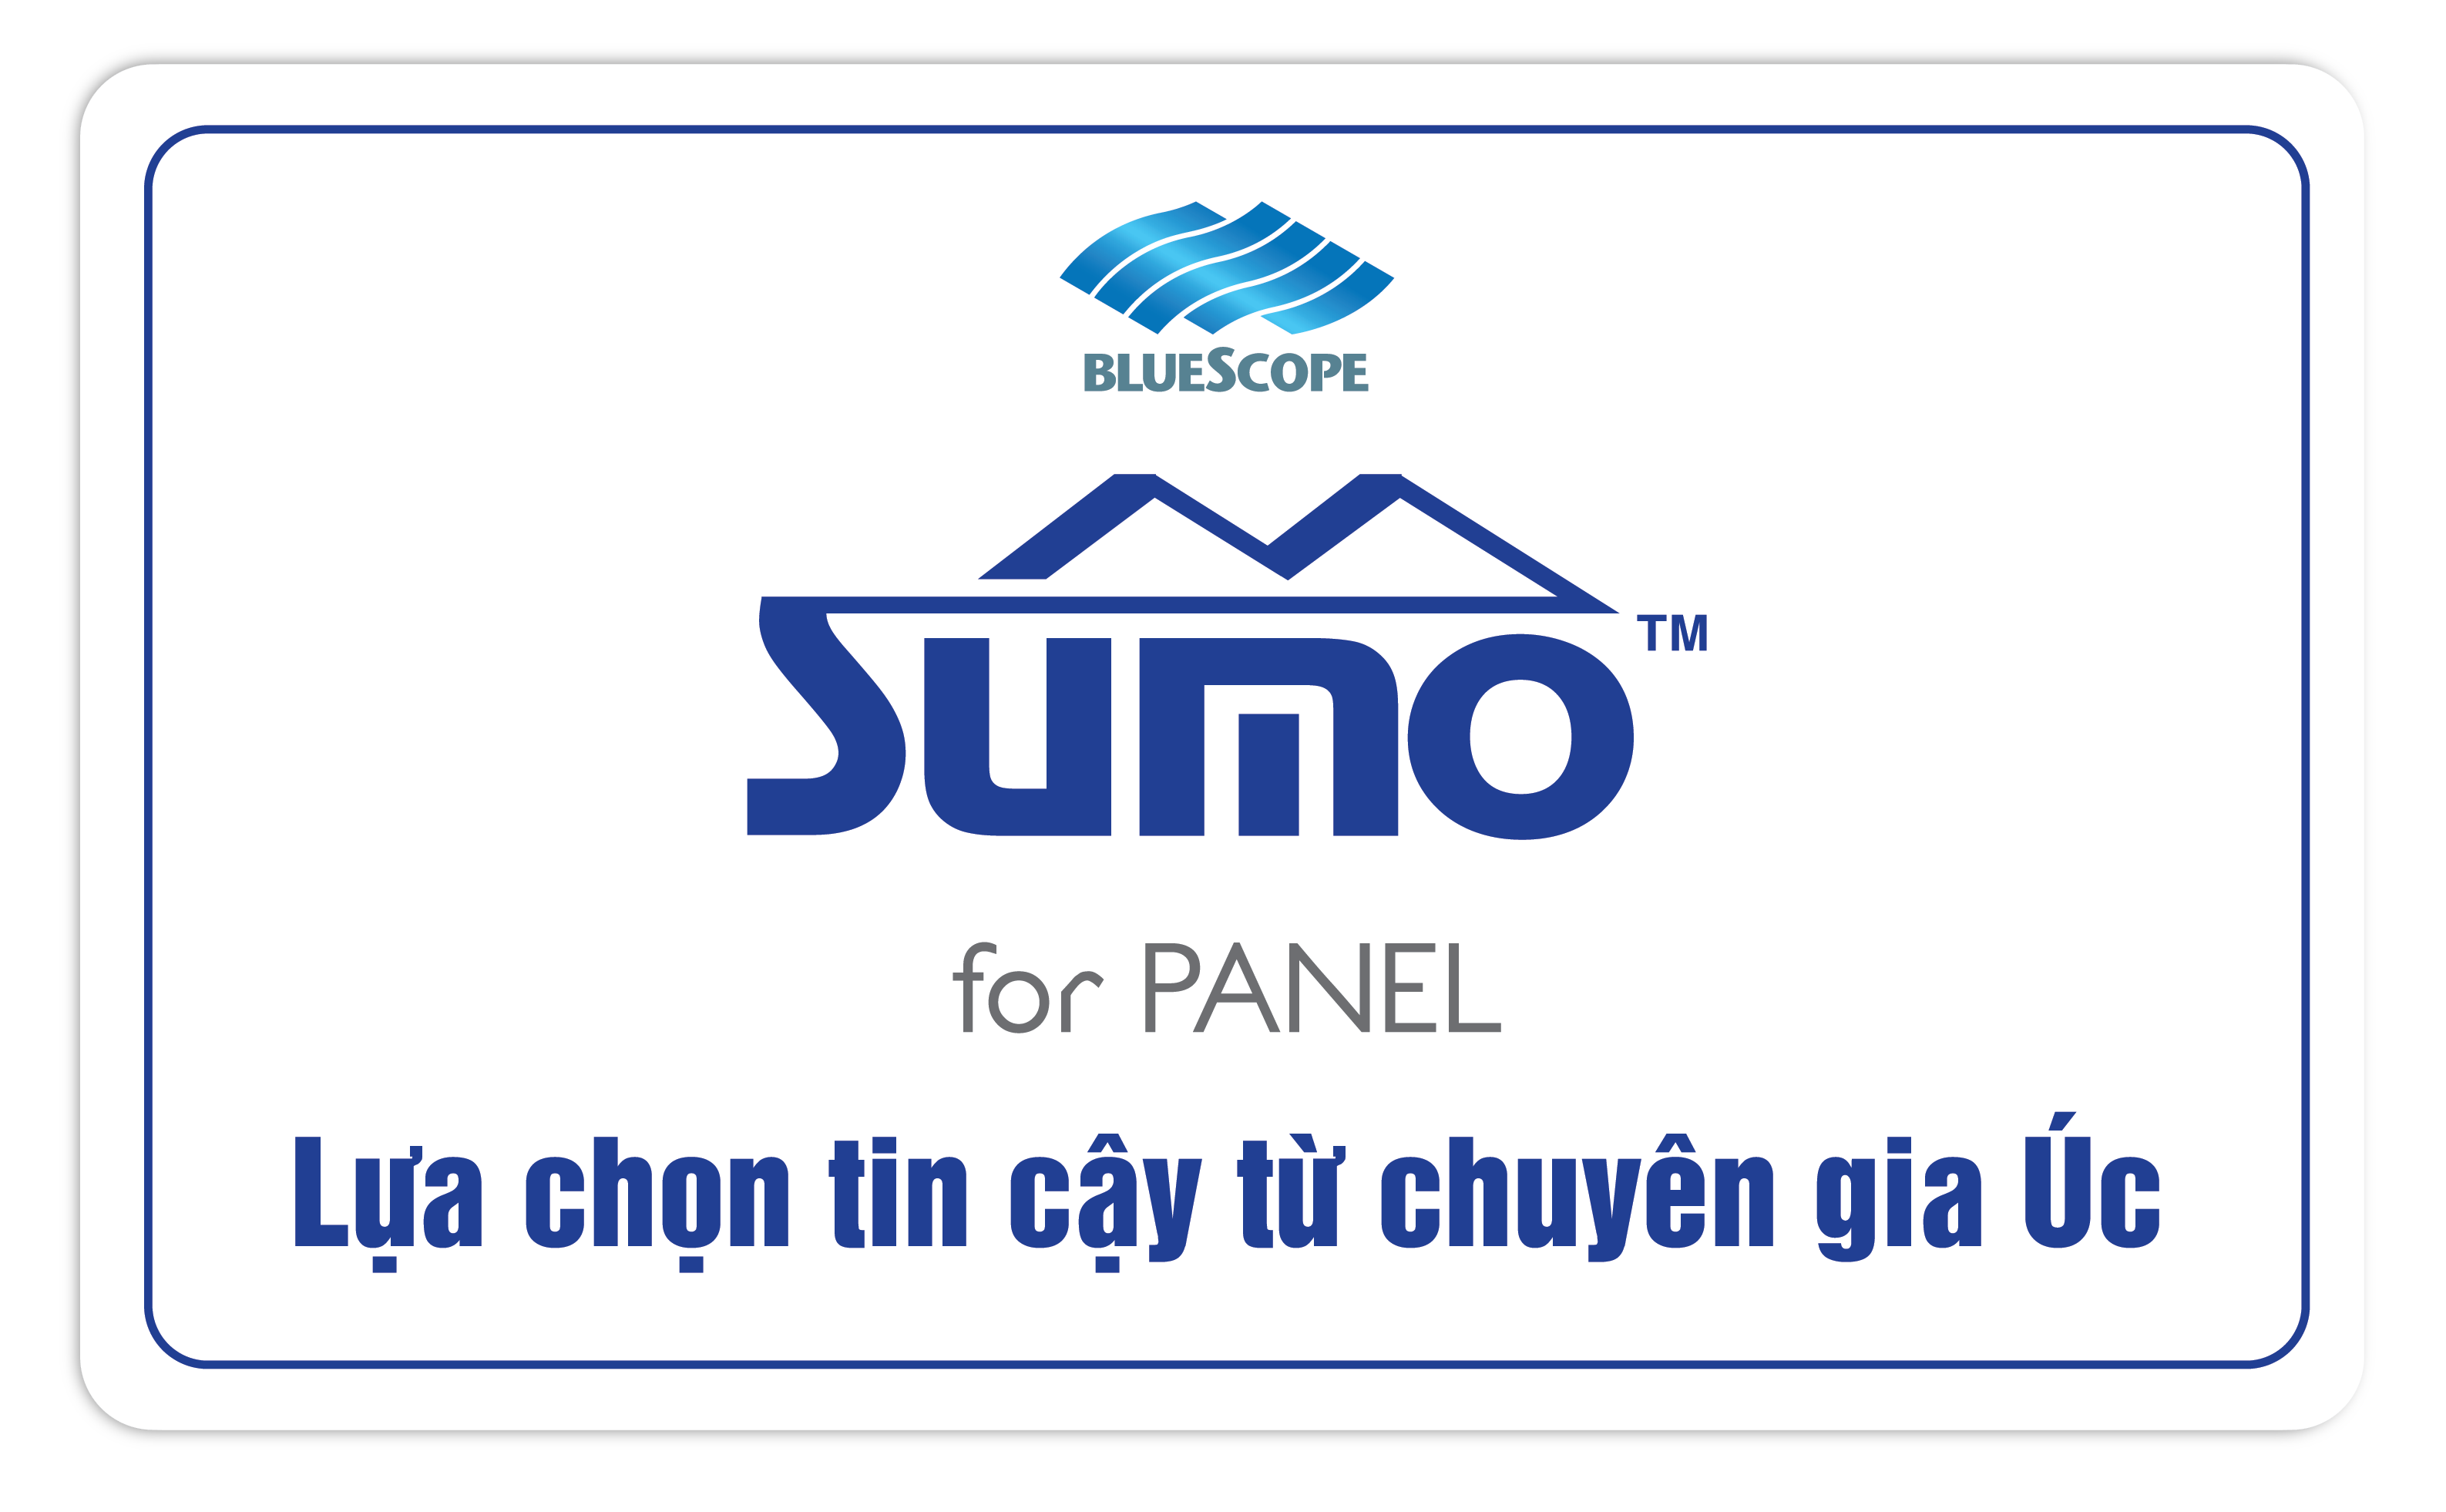 BLUESCOPE
SUMO™
for PANEL
Lựa chọn tin cậy từ chuyên gia Úc